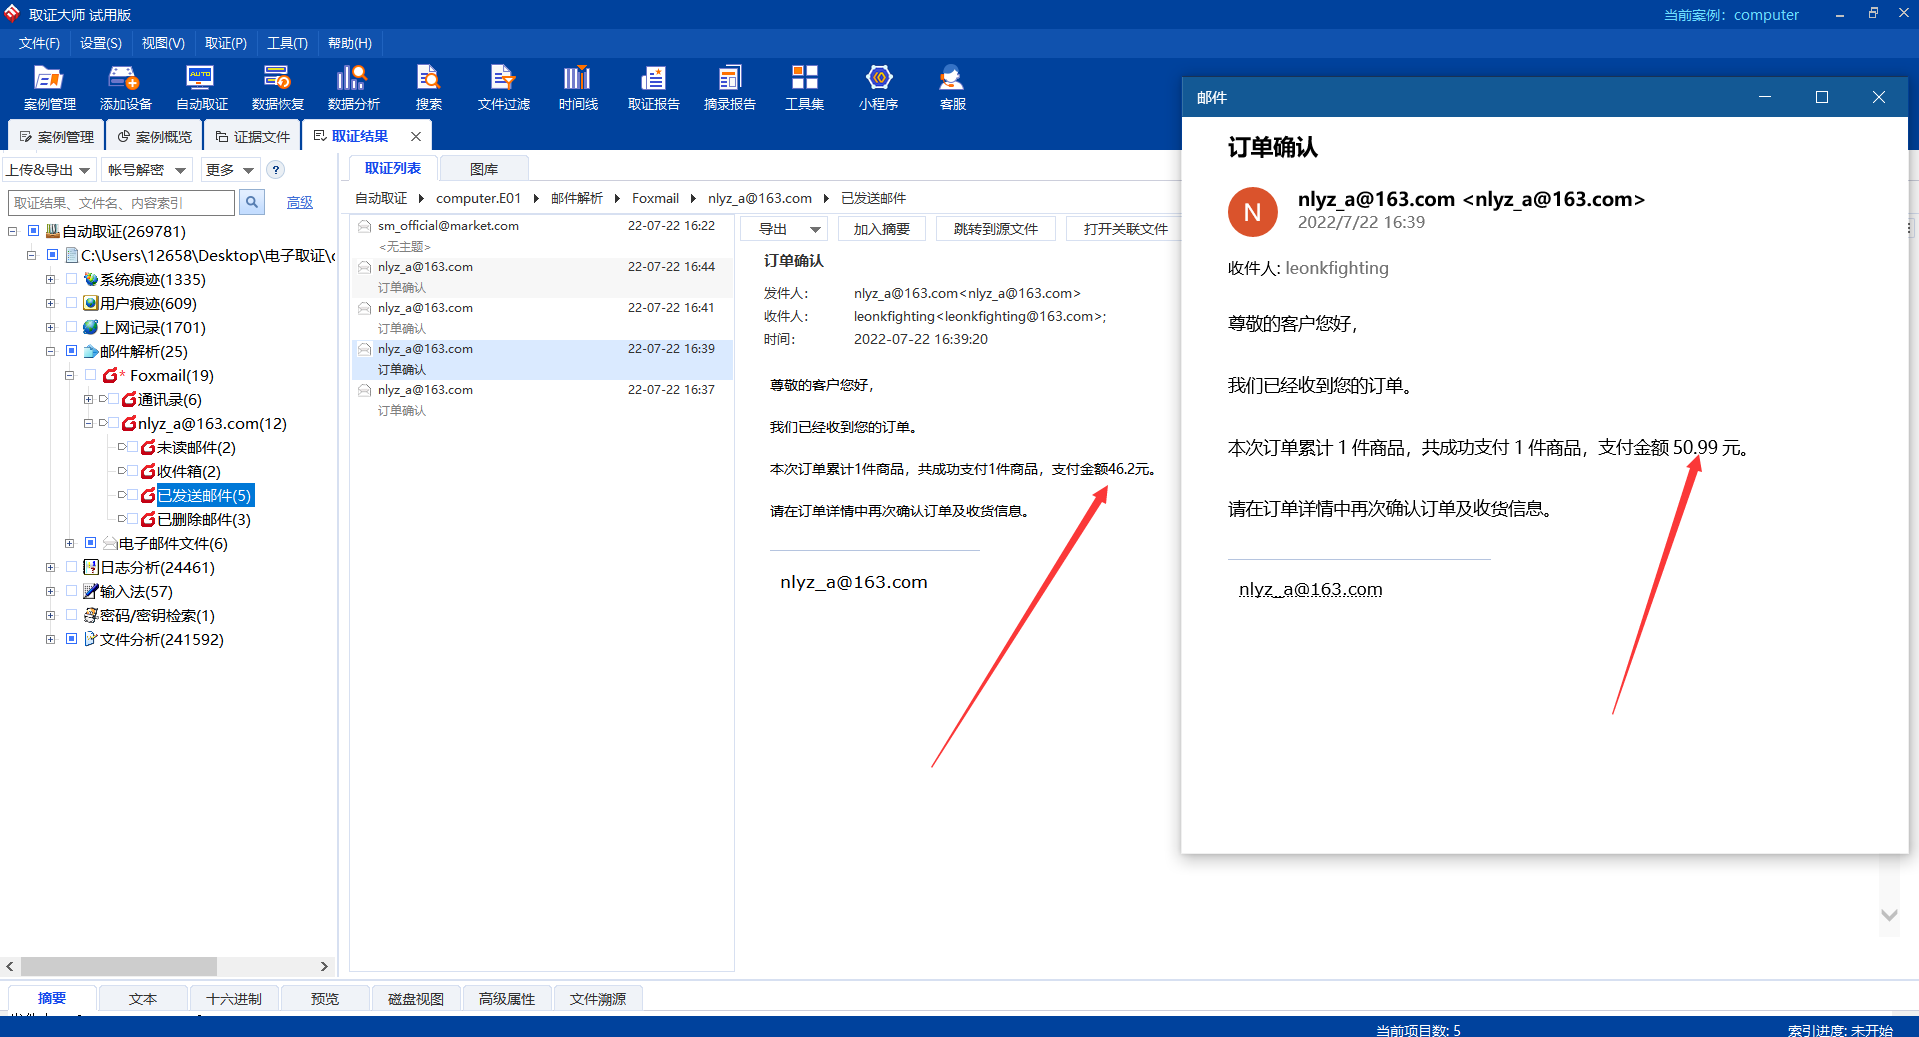 取证大师 试用版
当前案例：computer
文件(F) 设置(S) 视图(V) 取证(P) 工具(T) 帮助(H)
案例管理 添加设备 自动取证 数据恢复 数据分析 搜索 文件过滤 时间线 取证报告 摘录报告 工具集 小程序 客服
案例管理 案例概览 证据文件 取证结果
上传&导出 帐号解密 更多 ?
取证结果、文件名、内容索引 高级
自动取证(269781)
C:\Users\12658\Desktop\电子取证\c
系统痕迹(1335)
用户痕迹(609)
上网记录(1701)
邮件解析(25)
* Foxmail(19)
通讯录(6)
nlyz_a@163.com(12)
未读邮件(2)
收件箱(2)
已发送邮件(5)
已删除邮件(3)
电子邮件文件(6)
日志分析(24461)
输入法(57)
密码/密钥检索(1)
文件分析(241592)
取证列表 图库
自动取证 computer.E01 邮件解析 Foxmail nlyz_a@163.com 已发送邮件
sm_official@market.com 22-07-22 16:22
<无主题>
nlyz_a@163.com 22-07-22 16:44
订单确认
nlyz_a@163.com 22-07-22 16:41
订单确认
nlyz_a@163.com 22-07-22 16:39
订单确认
nlyz_a@163.com 22-07-22 16:37
订单确认
导出 加入摘要 跳转到源文件 打开关联文件
订单确认
发件人： nlyz_a@163.com<nlyz_a@163.com>
收件人： leonkfighting<leonkfighting@163.com>;
时间： 2022-07-22 16:39:20
尊敬的客户您好，
我们已经收到您的订单。
本次订单累计1件商品，共成功支付1件商品，支付金额46.2元。
请在订单详情中再次确认订单及收货信息。
nlyz_a@163.com
邮件
订单确认
N
nlyz_a@163.com <nlyz_a@163.com>
2022/7/22 16:39
收件人: leonkfighting
尊敬的客户您好，
我们已经收到您的订单。
本次订单累计 1 件商品，共成功支付 1 件商品，支付金额 50.99 元。
请在订单详情中再次确认订单及收货信息。
nlyz_a@163.com
摘要 文本 十六进制 预览 磁盘视图 高级属性 文件溯源
当前项目数: 5
索引进度: 未开始